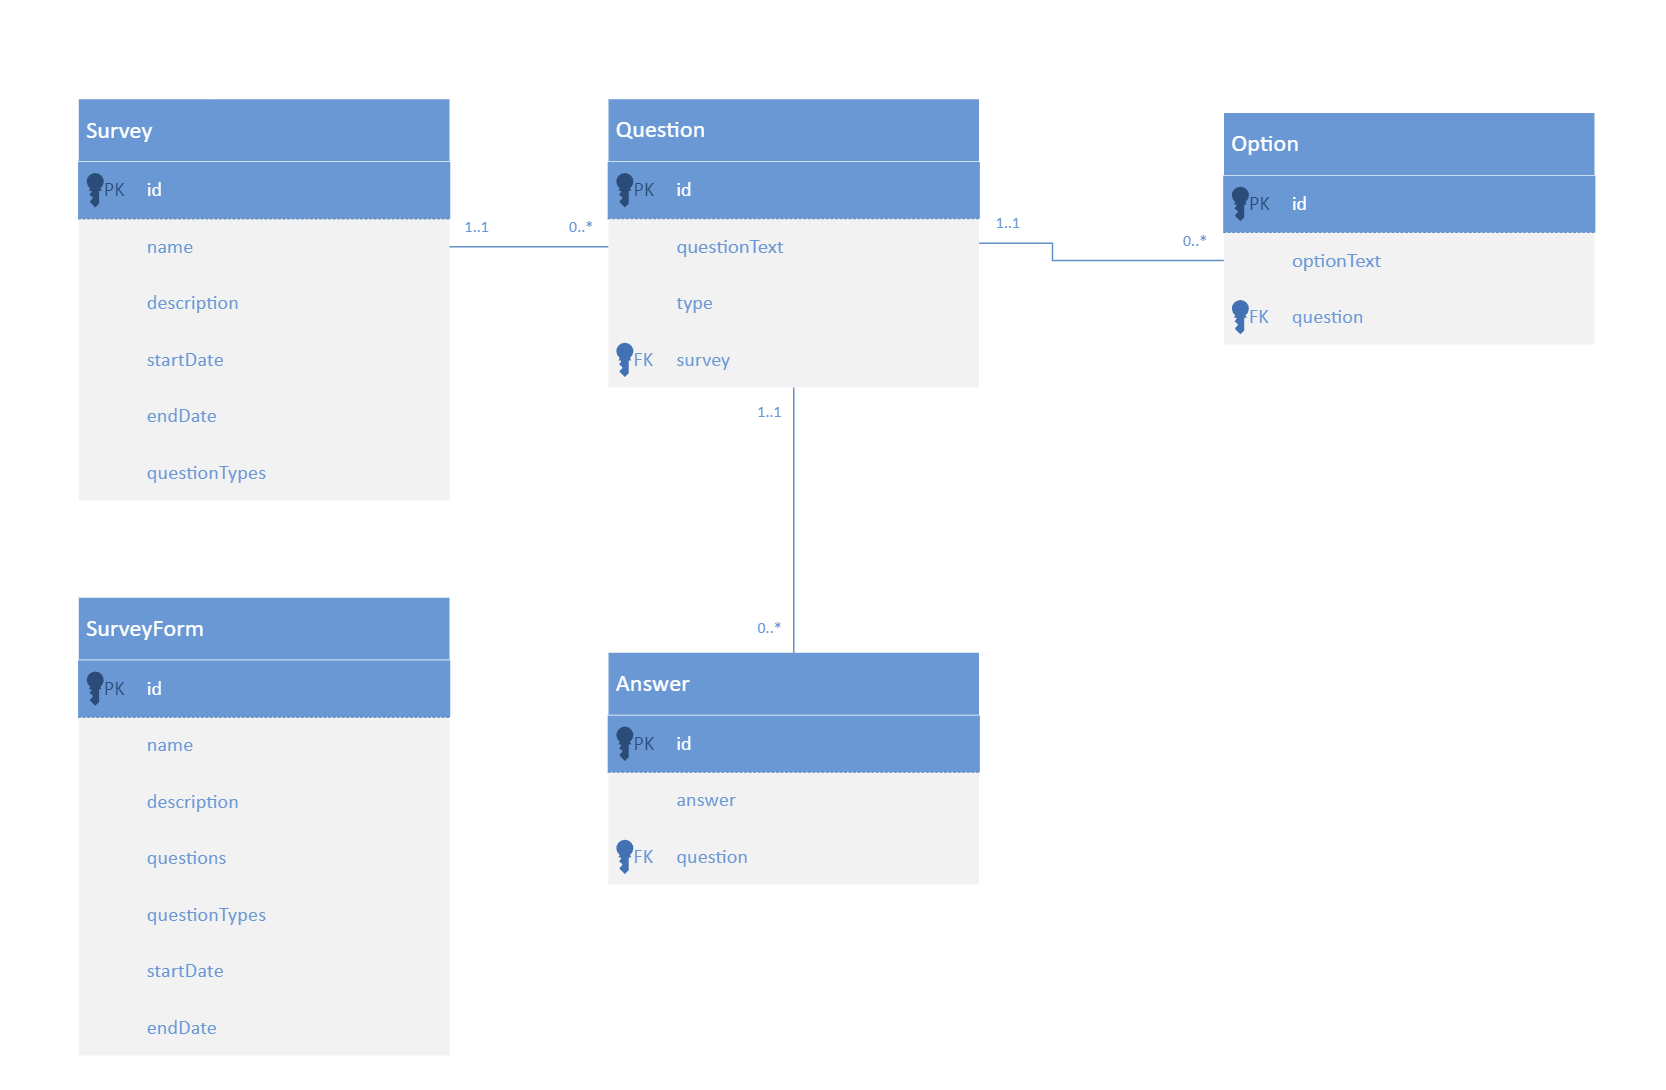 Survey
PK id
name
description
startDate
endDate
questionTypes
1..1
0..*
Question
PK id
questionText
type
FK survey
1..1
0..*
Option
PK id
optionText
FK question
1..1
0..*
SurveyForm
PK id
name
description
questions
questionTypes
startDate
endDate
Answer
PK id
answer
FK question